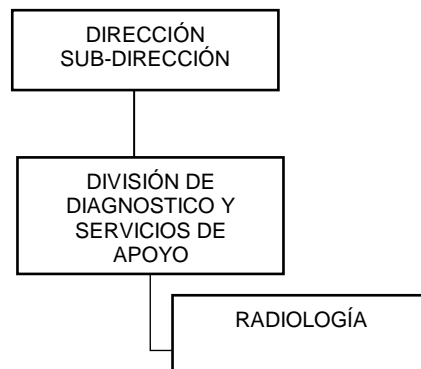 DIRECCIÓN
SUB-DIRECCIÓN
DIVISIÓN DE
DIAGNOSTICO Y
SERVICIOS DE
APOYO
RADIOLOGÍA